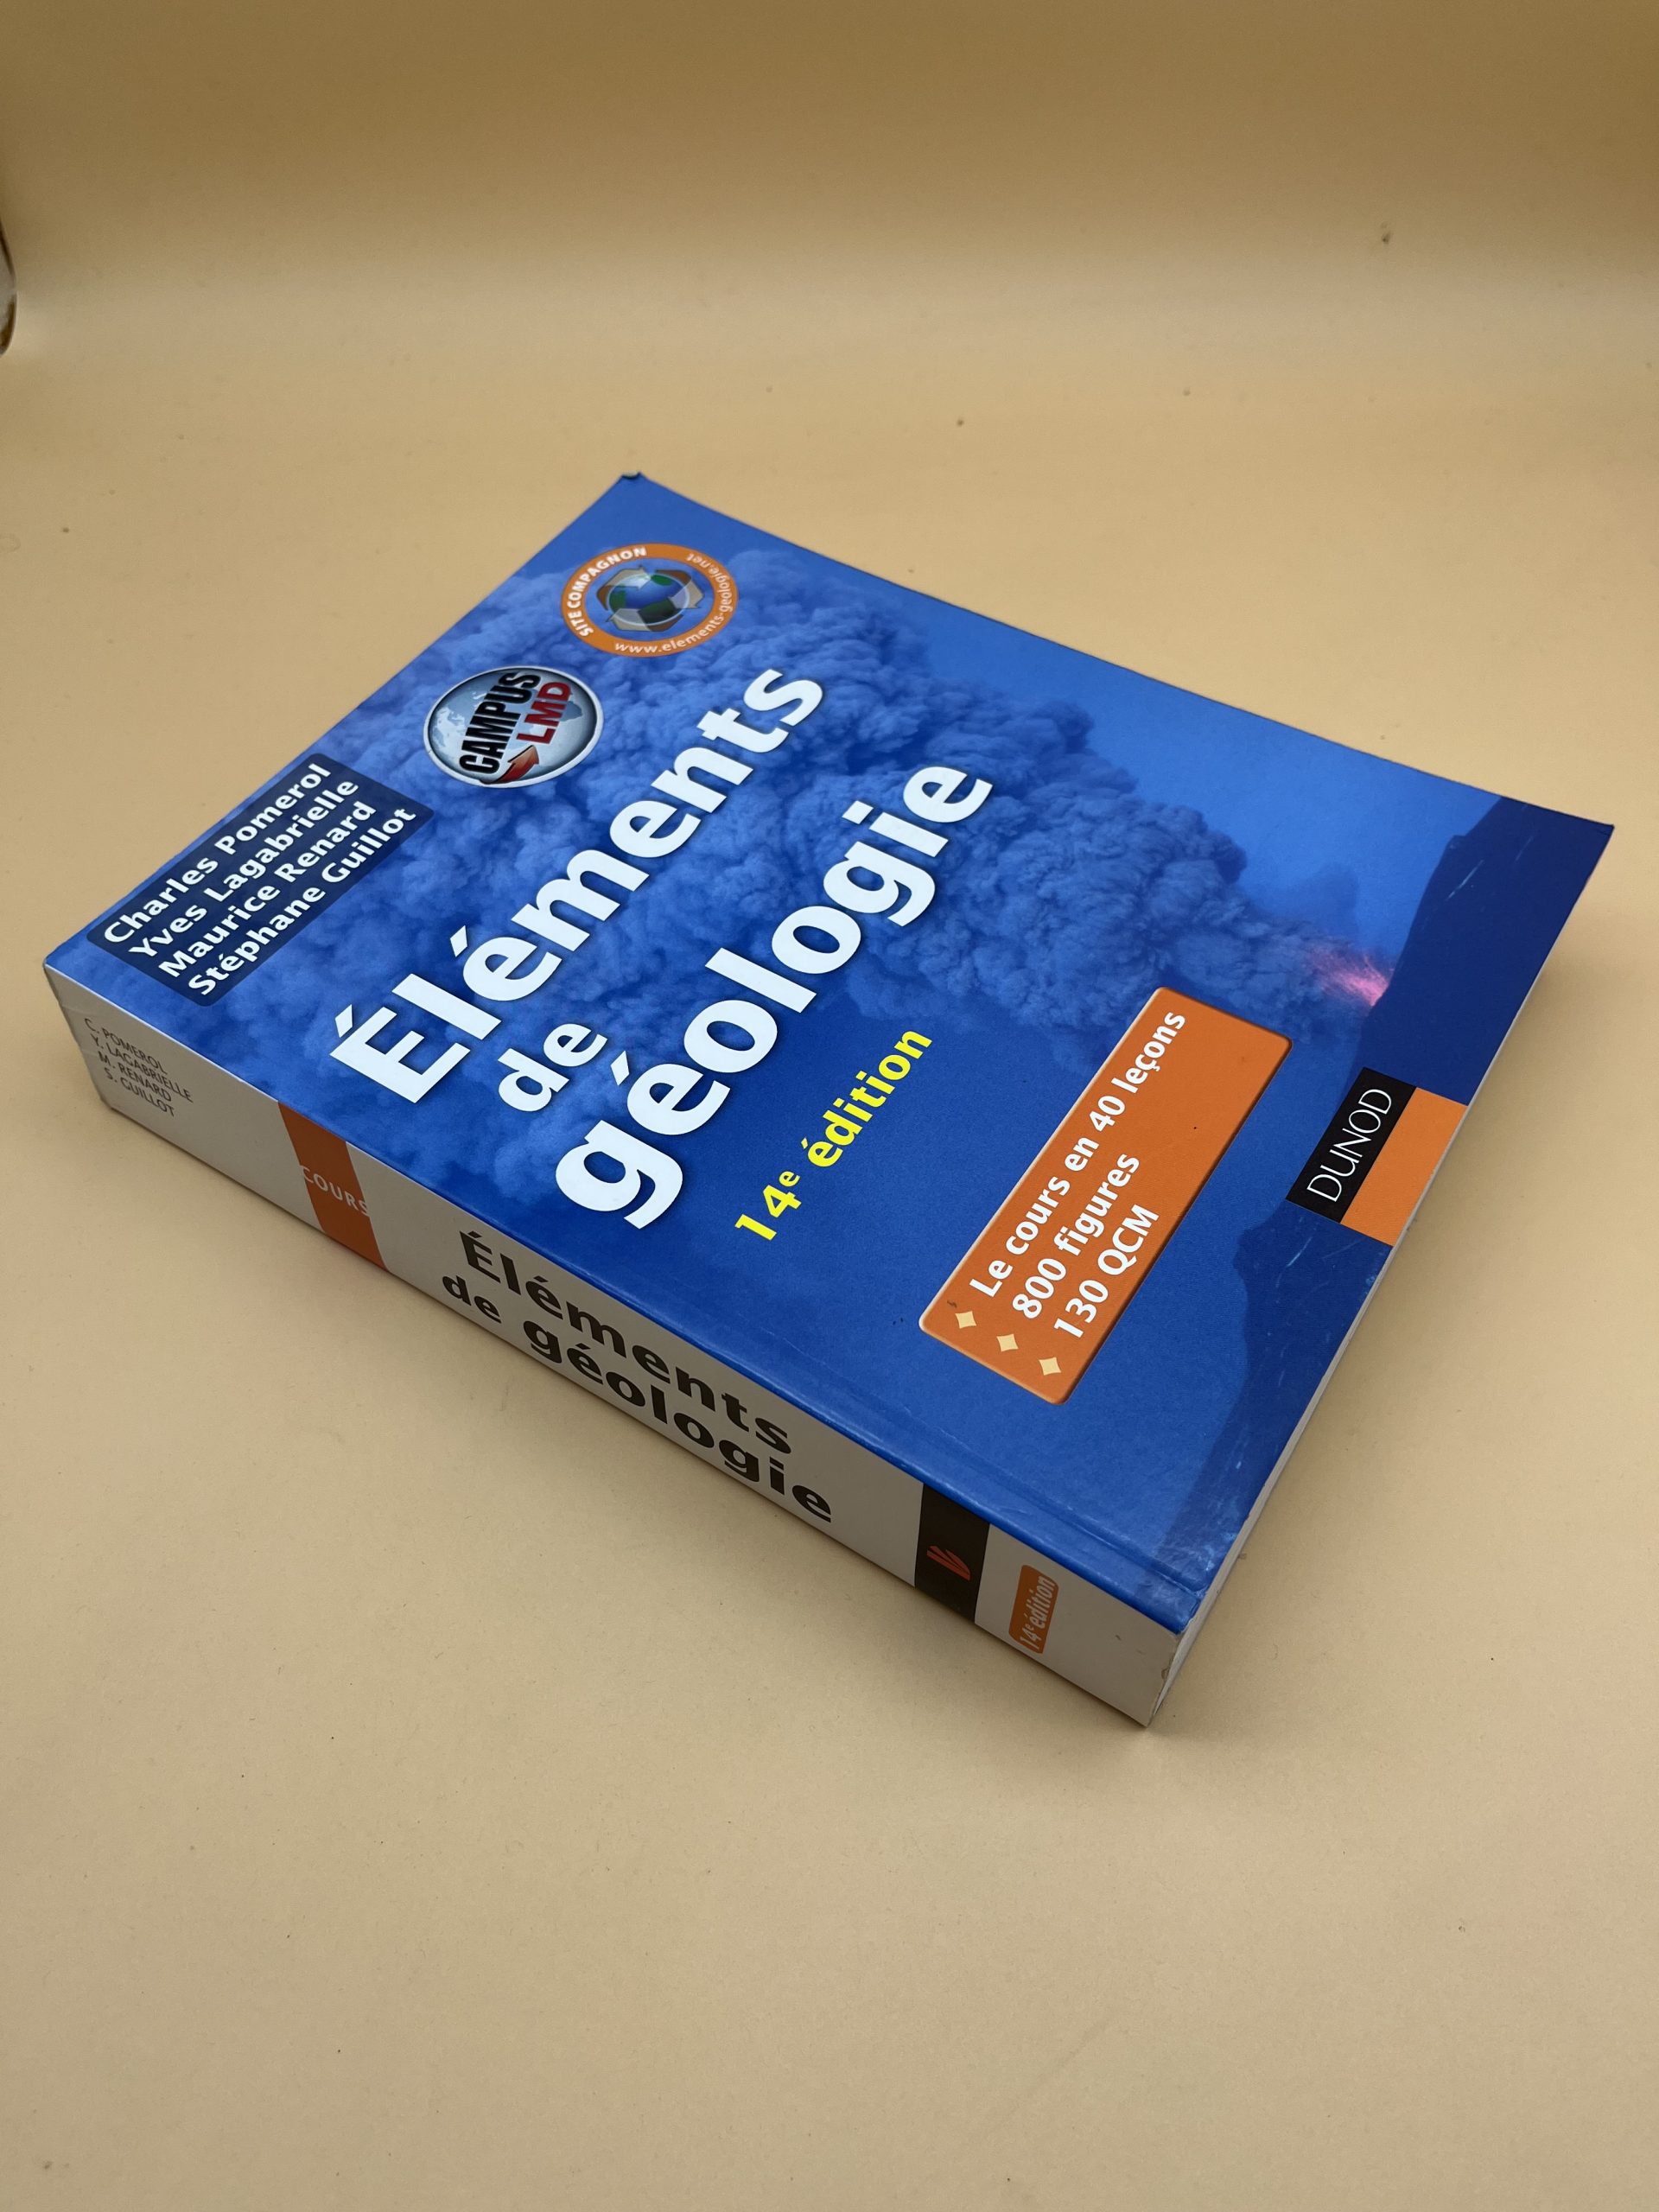 Charles Pomerol
Yves Lagabrielle
Maurice Renard
Stéphane Guillot
CAMPUS
LMD
SITE COMPAGNON
www.elements-geologie.net
Éléments
de
géologie
14e édition
Le cours en 40 leçons
800 figures
130 QCM
DUNOD
C. POMEROL
Y. LAGABRIELLE
M. RENARD
S. GUILLOT
COURS
Éléments
de géologie
14e édition